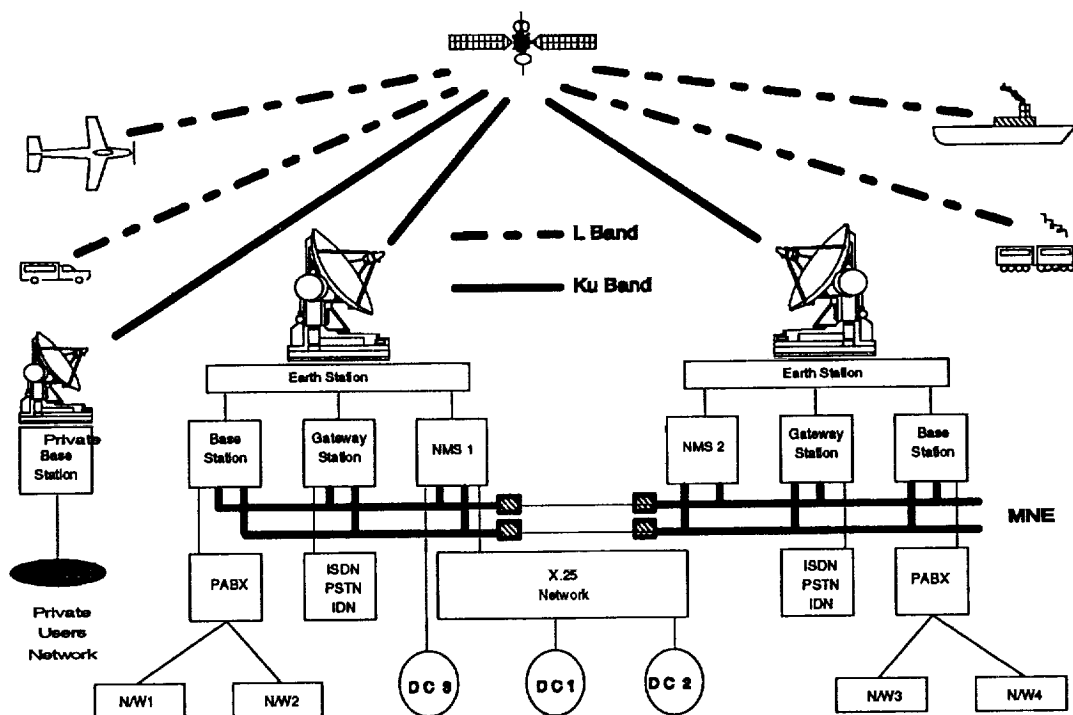 L Band
Ku Band
Earth Station
Earth Station
Private
Base
Station
Base
Station
Gateway
Station
NMS 1
NMS 2
Gateway
Station
Base
Station
MNE
PABX
ISDN
PSTN
IDN
X.25
Network
ISDN
PSTN
IDN
PABX
Private
Users
Network
N/W1
N/W2
DC 3
DC1
DC 2
N/W3
N/W4